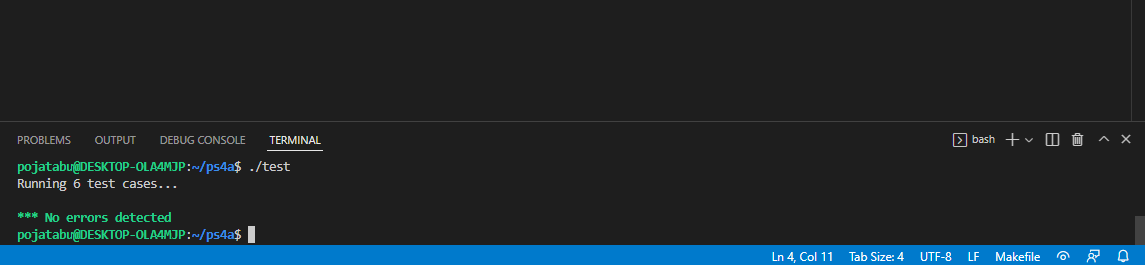 PROBLEMS OUTPUT DEBUG CONSOLE TERMINAL bash
pojatabu@DESKTOP-OLA4MJP:~/ps4a$ ./test
Running 6 test cases...
*** No errors detected
pojatabu@DESKTOP-OLA4MJP:~/ps4a$
Ln 4, Col 11 Tab Size: 4 UTF-8 LF Makefile